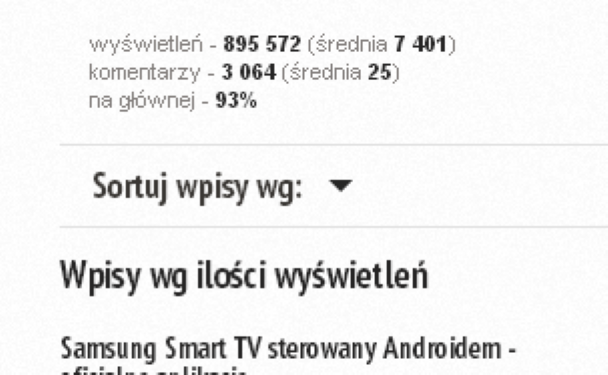 wyświetleń - 895 572 (średnia 7 401)
komentarzy - 3 064 (średnia 25)
na głównej - 93%
Sortuj wpisy wg:
Wpisy wg ilości wyświetleń
Samsung Smart TV sterowany Androidem -